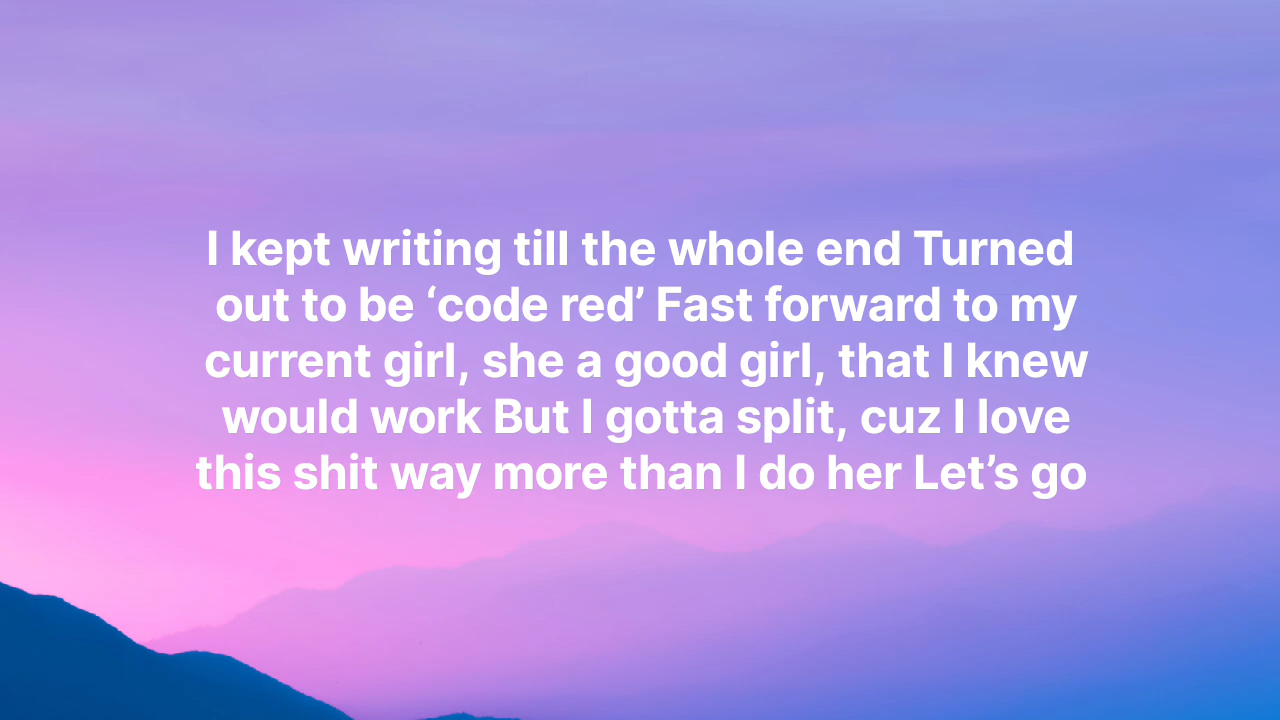 I kept writing till the whole end Turned
out to be ‘code red’ Fast forward to my
current girl, she a good girl, that I knew
would work But I gotta split, cuz I love
this shit way more than I do her Let’s go